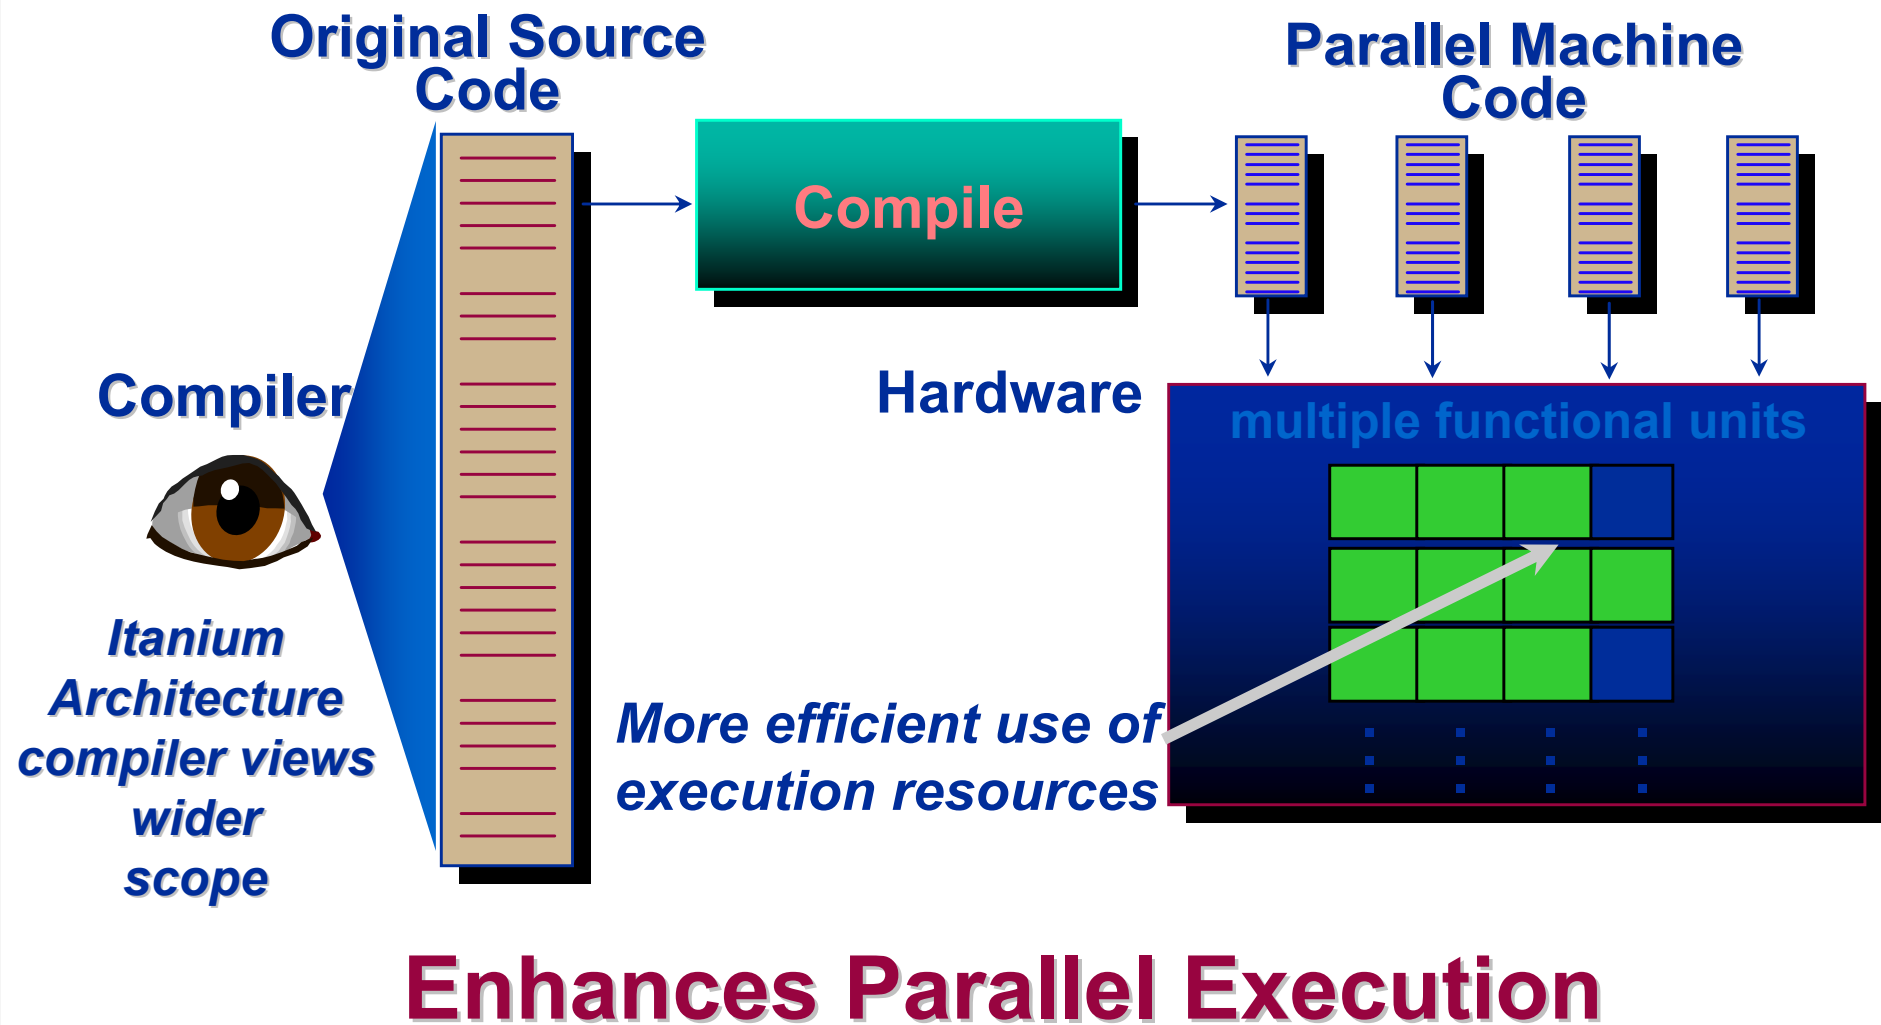 Original Source
Code
Parallel Machine
Code
Compile
Compiler
Hardware
multiple functional units
Itanium
Architecture
compiler views
wider
scope
More efficient use of
execution resources
Enhances Parallel Execution